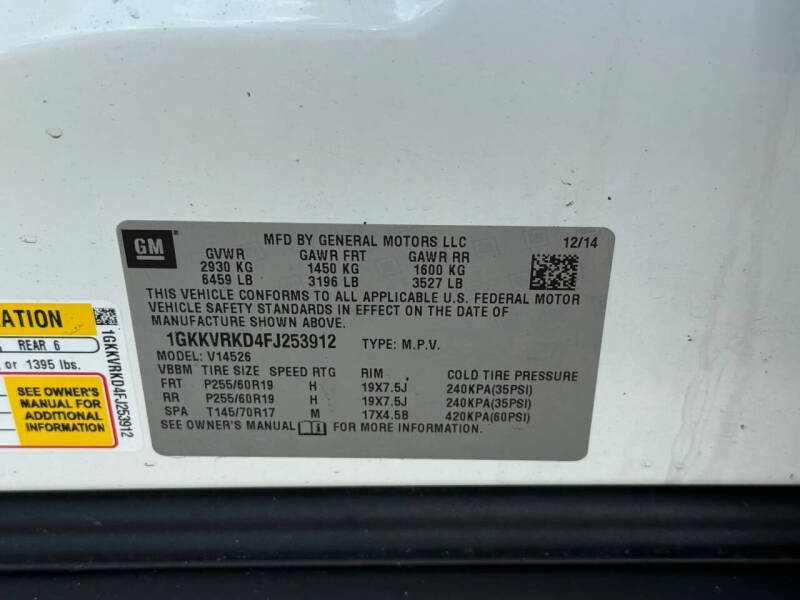 GM
MFD BY GENERAL MOTORS LLC 12/14
GVWR GAWR FRT GAWR RR
2930 KG 1450 KG 1600 KG
6459 LB 3196 LB 3527 LB
THIS VEHICLE CONFORMS TO ALL APPLICABLE U.S. FEDERAL MOTOR
VEHICLE SAFETY STANDARDS IN EFFECT ON THE DATE OF
MANUFACTURE SHOWN ABOVE.
1GKKVRKD4FJ253912 TYPE: M.P.V.
MODEL: V14526
VBBM TIRE SIZE SPEED RTG RIM COLD TIRE PRESSURE
FRT P255/60R19 H 19X7.5J 240KPA(35PSI)
RR P255/60R19 H 19X7.5J 240KPA(35PSI)
SPA T145/70R17 M 17X4.5B 420KPA(60PSI)
SEE OWNER'S MANUAL FOR MORE INFORMATION.
ATION
REAR 6
or 1395 lbs.
SEE OWNER'S
MANUAL FOR
ADDITIONAL
INFORMATION
1GKKVRKD4FJ253912